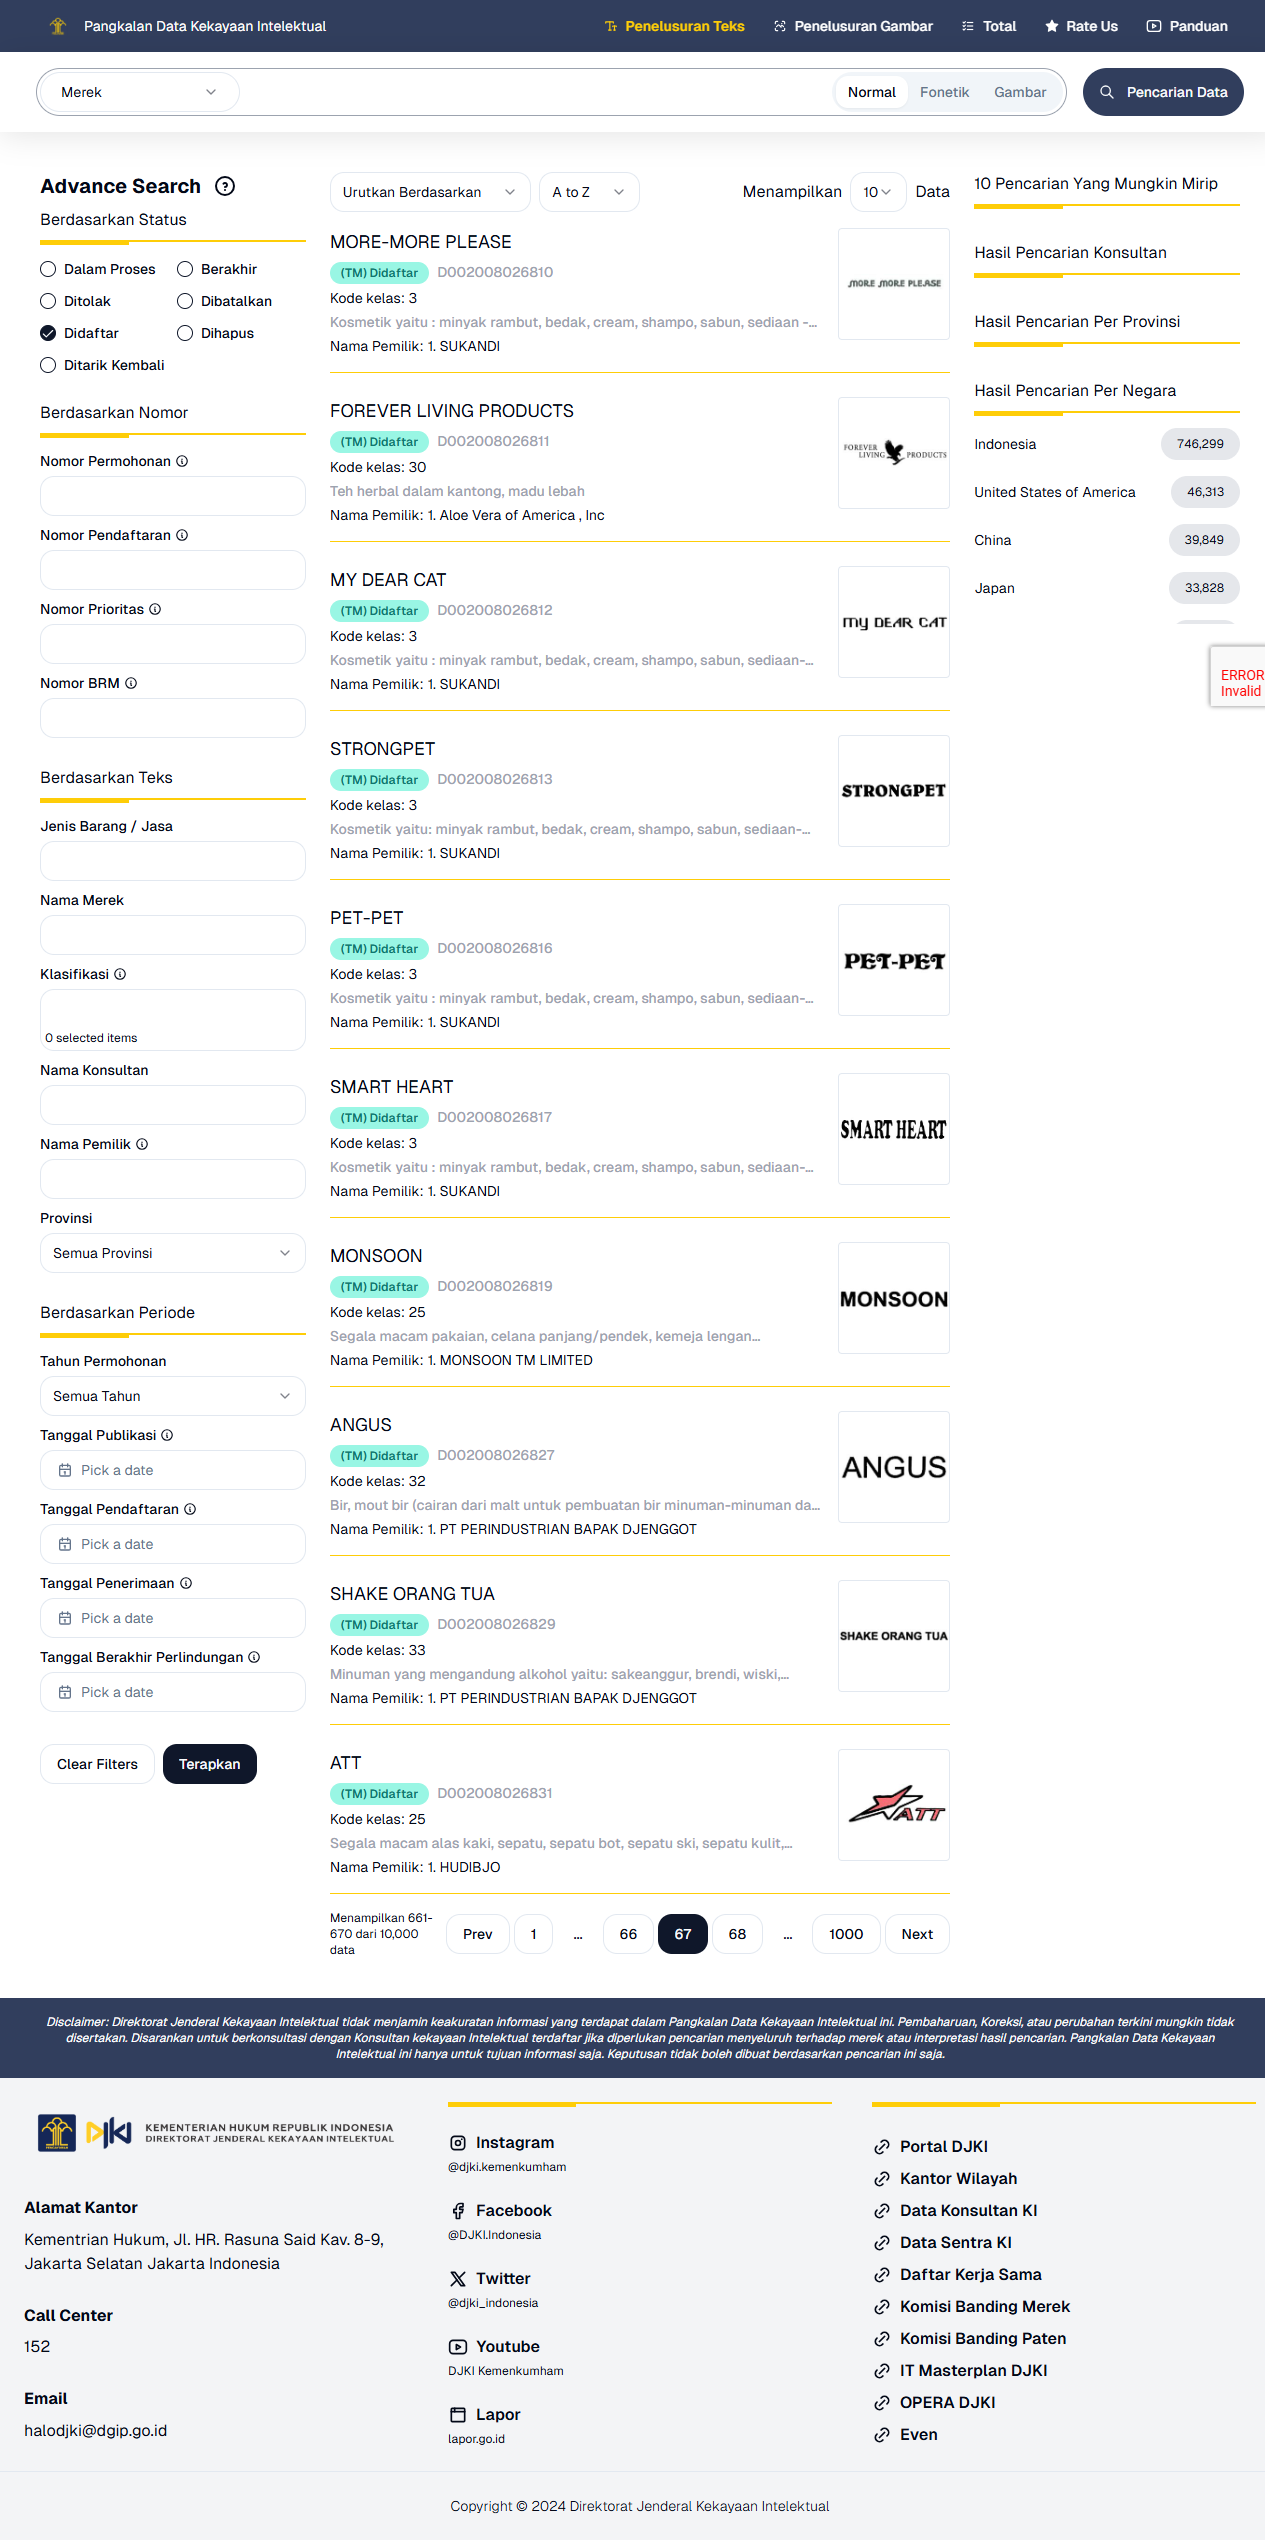 Pangkalan Data Kekayaan Intelektual
Penelusuran Teks
Penelusuran Gambar
Total
Rate Us
Panduan
Merek
Normal
Fonetik
Gambar
Pencarian Data
Advance Search
Berdasarkan Status
Dalam Proses
Berakhir
Ditolak
Dibatalkan
Didaftar
Dihapus
Ditarik Kembali
Berdasarkan Nomor
Nomor Permohonan
Nomor Pendaftaran
Nomor Prioritas
Nomor BRM
Berdasarkan Teks
Jenis Barang / Jasa
Nama Merek
Klasifikasi
0 selected items
Nama Konsultan
Nama Pemilik
Provinsi
Semua Provinsi
Berdasarkan Periode
Tahun Permohonan
Semua Tahun
Tanggal Publikasi
Pick a date
Tanggal Pendaftaran
Pick a date
Tanggal Penerimaan
Pick a date
Tanggal Berakhir Perlindungan
Pick a date
Clear Filters
Terapkan
Urutkan Berdasarkan
A to Z
Menampilkan 10 Data
MORE-MORE PLEASE
(TM) Didaftar D002008026810
Kode kelas: 3
Kosmetik yaitu : minyak rambut, bedak, cream, shampo, sabun, sediaan -...
Nama Pemilik: 1. SUKANDI
MORE MORE PLEASE
FOREVER LIVING PRODUCTS
(TM) Didaftar D002008026811
Kode kelas: 30
Teh herbal dalam kantong, madu lebah
Nama Pemilik: 1. Aloe Vera of America , Inc
FOREVER
LIVING PRODUCTS
MY DEAR CAT
(TM) Didaftar D002008026812
Kode kelas: 3
Kosmetik yaitu : minyak rambut, bedak, cream, shampo, sabun, sediaan-...
Nama Pemilik: 1. SUKANDI
MY DEAR CAT
STRONGPET
(TM) Didaftar D002008026813
Kode kelas: 3
Kosmetik yaitu: minyak rambut, bedak, cream, shampo, sabun, sediaan-...
Nama Pemilik: 1. SUKANDI
STRONGPET
PET-PET
(TM) Didaftar D002008026816
Kode kelas: 3
Kosmetik yaitu : minyak rambut, bedak, cream, shampo, sabun, sediaan-...
Nama Pemilik: 1. SUKANDI
PET-PET
SMART HEART
(TM) Didaftar D002008026817
Kode kelas: 3
Kosmetik yaitu : minyak rambut, bedak, cream, shampo, sabun, sediaan-...
Nama Pemilik: 1. SUKANDI
SMART HEART
MONSOON
(TM) Didaftar D002008026819
Kode kelas: 25
Segala macam pakaian, celana panjang/pendek, kemeja lengan...
Nama Pemilik: 1. MONSOON TM LIMITED
MONSOON
ANGUS
(TM) Didaftar D002008026827
Kode kelas: 32
Bir, mout bir (cairan dari malt untuk pembuatan bir minuman-minuman da...
Nama Pemilik: 1. PT PERINDUSTRIAN BAPAK DJENGGOT
ANGUS
SHAKE ORANG TUA
(TM) Didaftar D002008026829
Kode kelas: 33
Minuman yang mengandung alkohol yaitu: sakeanggur, brendi, wiski,...
Nama Pemilik: 1. PT PERINDUSTRIAN BAPAK DJENGGOT
SHAKE ORANG TUA
ATT
(TM) Didaftar D002008026831
Kode kelas: 25
Segala macam alas kaki, sepatu, sepatu bot, sepatu ski, sepatu kulit,...
Nama Pemilik: 1. HUDIBJO
ATT
Menampilkan 661-
670 dari 10,000
data
Prev 1 ... 66 67 68 ... 1000 Next
10 Pencarian Yang Mungkin Mirip
Hasil Pencarian Konsultan
Hasil Pencarian Per Provinsi
Hasil Pencarian Per Negara
Indonesia 746,299
United States of America 46,313
China 39,849
Japan 33,828
ERROR
Invalid
Disclaimer: Direktorat Jenderal Kekayaan Intelektual tidak menjamin keakuratan informasi yang terdapat dalam Pangkalan Data Kekayaan Intelektual ini. Pembaharuan, Koreksi, atau perubahan terkini mungkin tidak
disertakan. Disarankan untuk berkonsultasi dengan Konsultan kekayaan Intelektual terdaftar jika diperlukan pencarian menyeluruh terhadap merek atau interpretasi hasil pencarian. Pangkalan Data Kekayaan
Intelektual ini hanya untuk tujuan informasi saja. Keputusan tidak boleh dibuat berdasarkan pencarian ini saja.
DJKI
KEMENTERIAN HUKUM REPUBLIK INDONESIA
DIREKTORAT JENDERAL KEKAYAAN INTELEKTUAL
Alamat Kantor
Kementrian Hukum, Jl. HR. Rasuna Said Kav. 8-9,
Jakarta Selatan Jakarta Indonesia
Call Center
152
Email
halodjki@dgip.go.id
Instagram
@djki.kemenkumham
Facebook
@DJKI.Indonesia
Twitter
@djki_indonesia
Youtube
DJKI Kemenkumham
Lapor
lapor.go.id
Portal DJKI
Kantor Wilayah
Data Konsultan KI
Data Sentra KI
Daftar Kerja Sama
Komisi Banding Merek
Komisi Banding Paten
IT Masterplan DJKI
OPERA DJKI
Even
Copyright © 2024 Direktorat Jenderal Kekayaan Intelektual